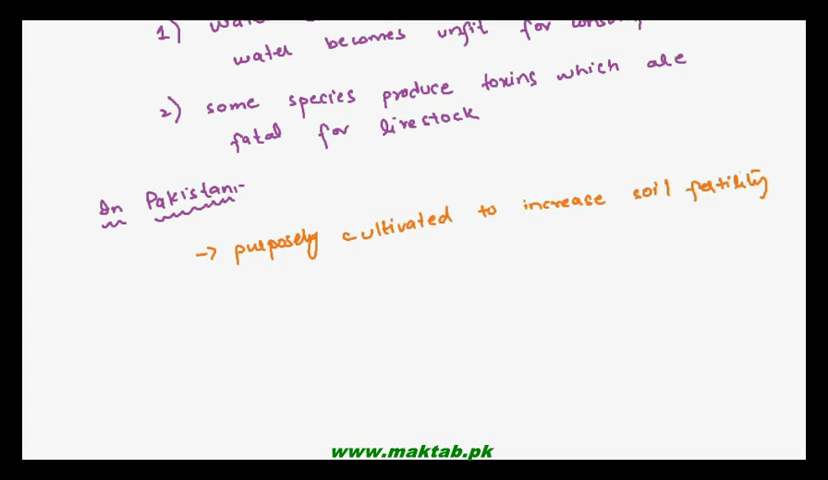 1)
water becomes unfit for
2) some species produce toxins which are
fatal for livestock
In Pakistan:-
→ purposely cultivated to increase soil fertility
www.maktab.pk